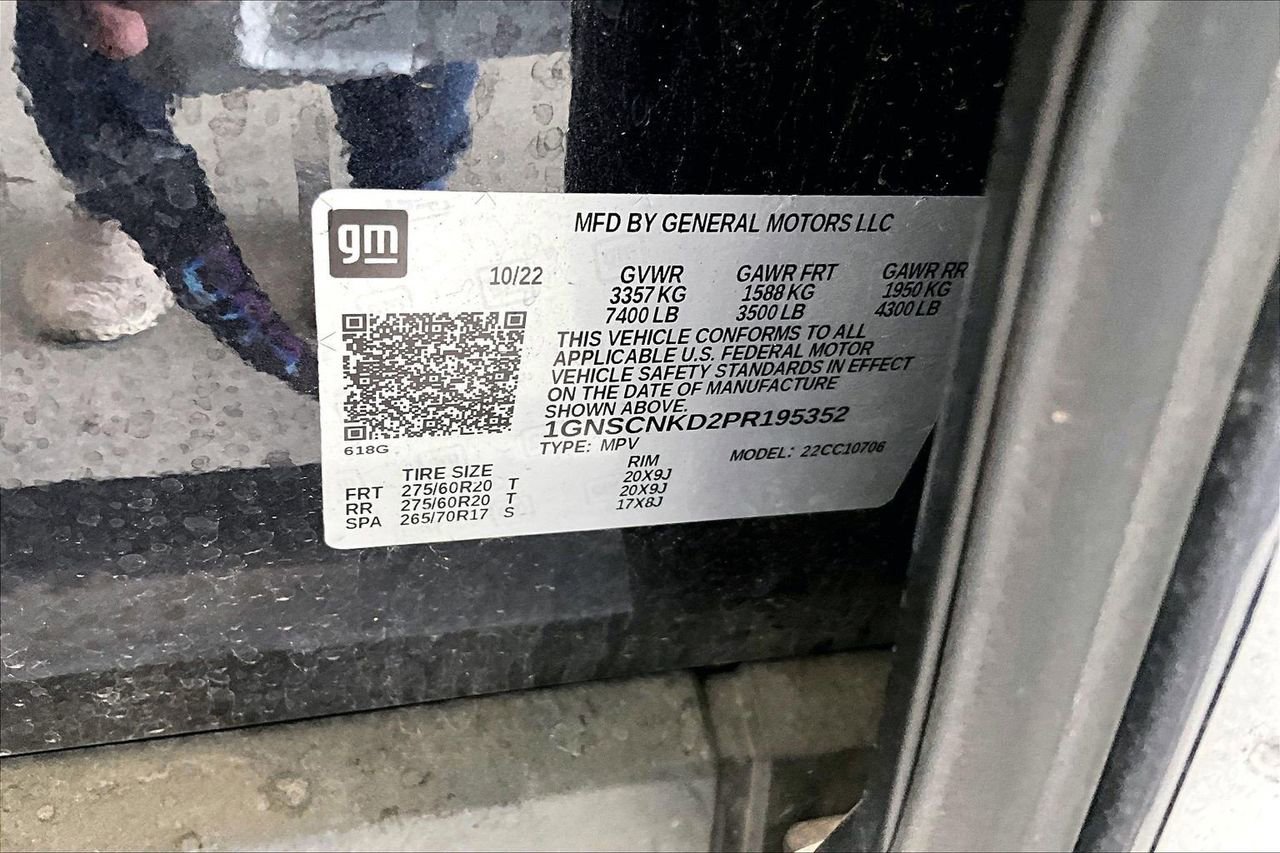 gm
MFD BY GENERAL MOTORS LLC
10/22 GVWR GAWR FRT GAWR RR
3357 KG 1588 KG 1950 KG
7400 LB 3500 LB 4300 LB
THIS VEHICLE CONFORMS TO ALL
APPLICABLE U.S. FEDERAL MOTOR
VEHICLE SAFETY STANDARDS IN EFFECT
ON THE DATE OF MANUFACTURE
SHOWN ABOVE.
1GNSCNKD2PR195352
618G TYPE: MPV MODEL: 22CC10706
TIRE SIZE RIM
FRT 275/60R20 T 20X9J
RR 275/60R20 T 20X9J
SPA 265/70R17 S 17X8J